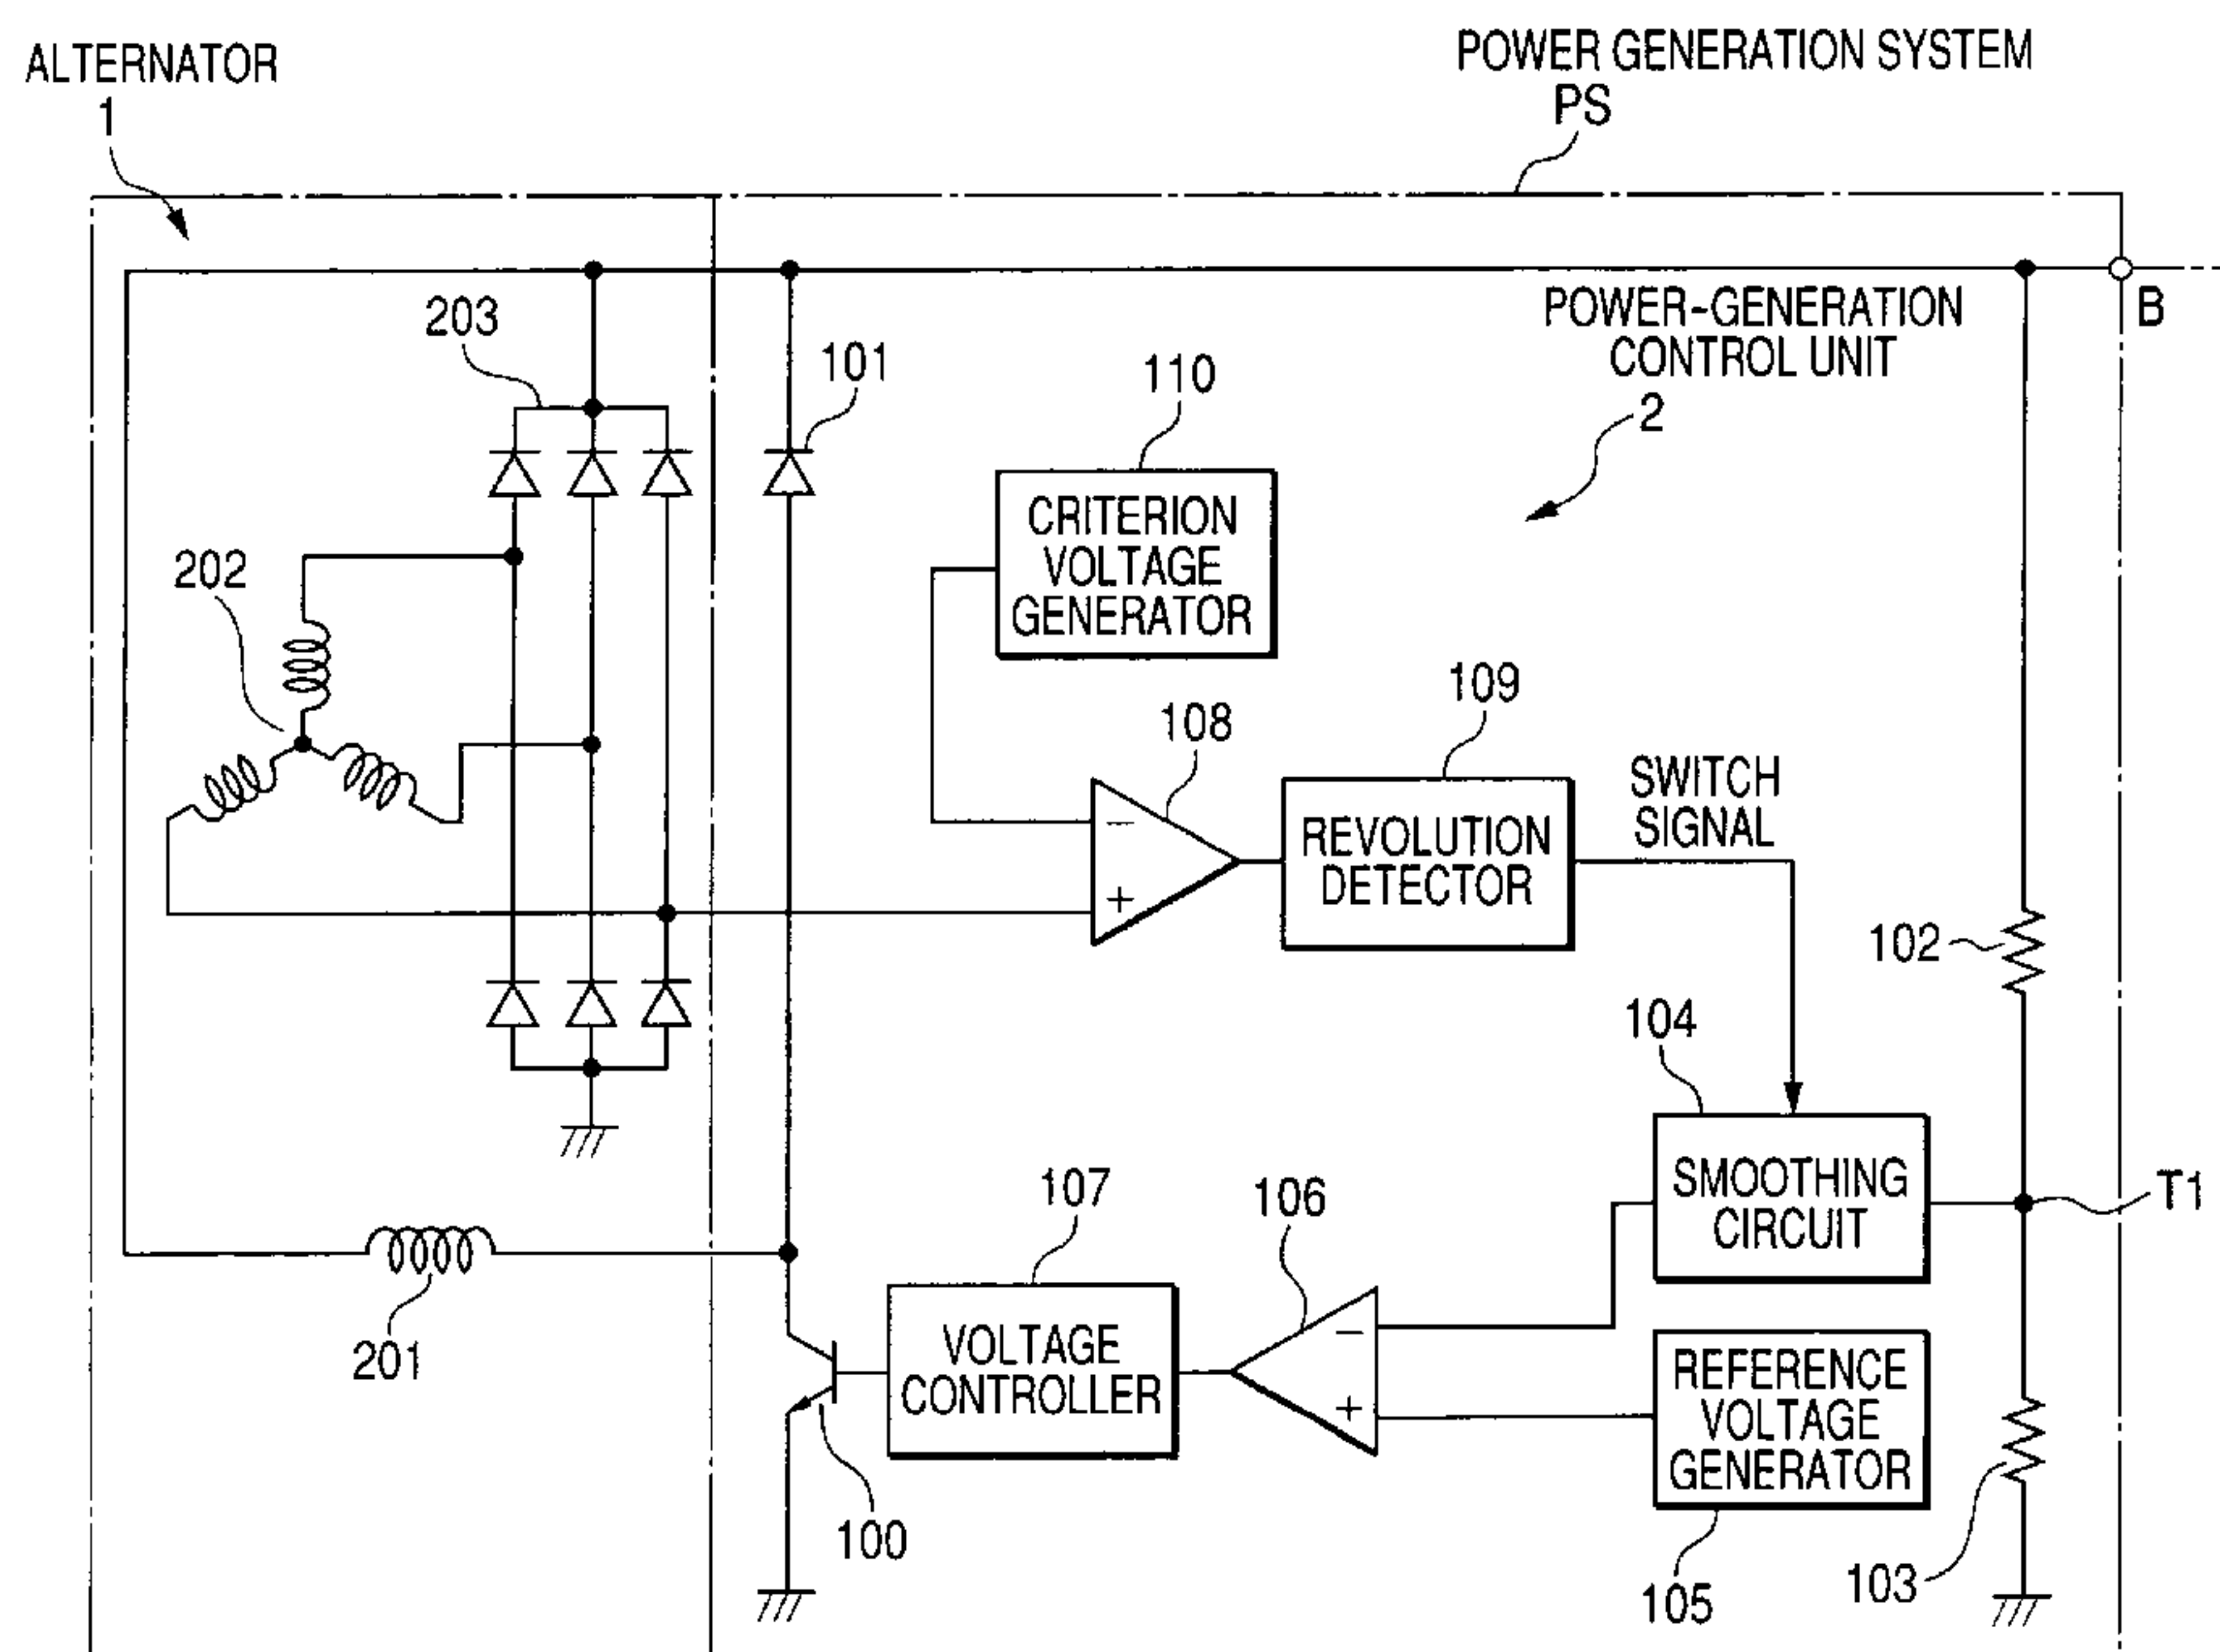 ALTERNATOR
1
POWER GENERATION SYSTEM
PS
203
101
110
POWER-GENERATION
CONTROL UNIT
2
B
CRITERION
VOLTAGE
GENERATOR
202
109
108
REVOLUTION
DETECTOR
SWITCH
SIGNAL
−
+
102
104
SMOOTHING
CIRCUIT
T1
107
106
201
VOLTAGE
CONTROLLER
−
+
REFERENCE
VOLTAGE
GENERATOR
100
105
103